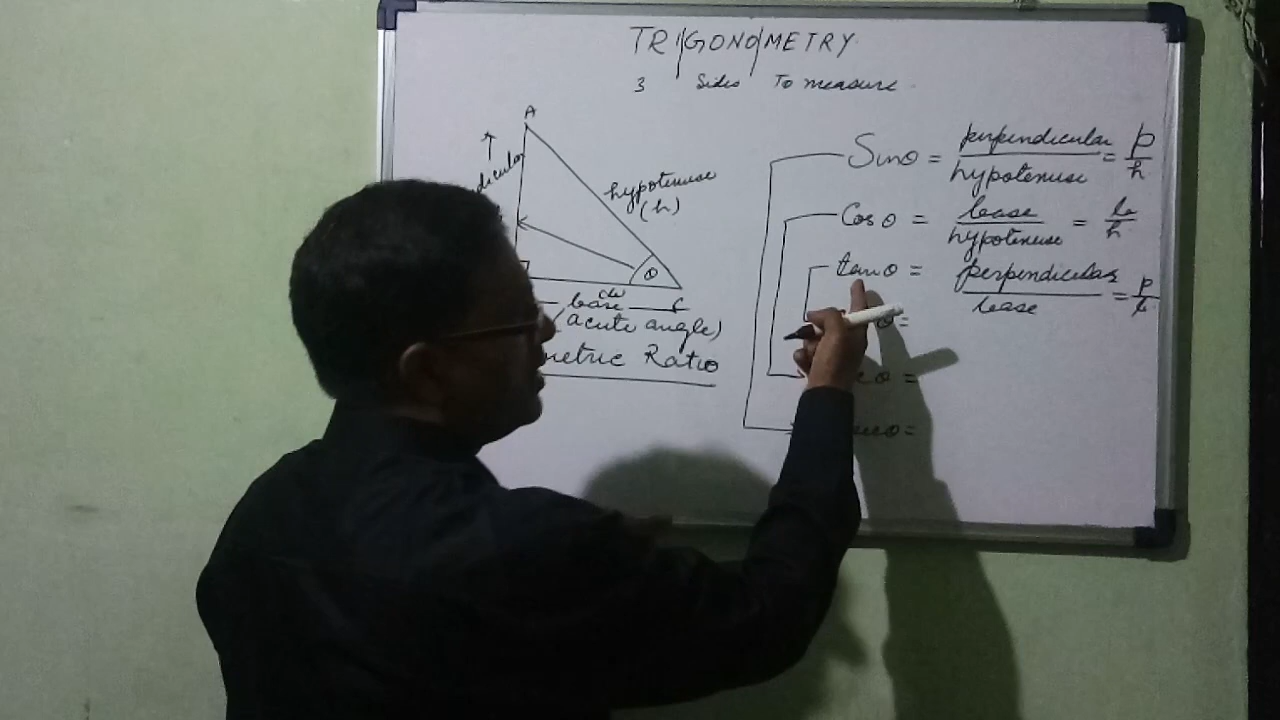 TRIGONOMETRY
3 Sides To measure
A
hypotenuse
(h)
θ
C
base
(acute angle)
Ratio
Sinθ = perpendicular / hypotenuse = p / h
Cosθ = base / hypotenuse = b / h
tanθ = perpendicular / base = p / b
θ=
θ =
θ=